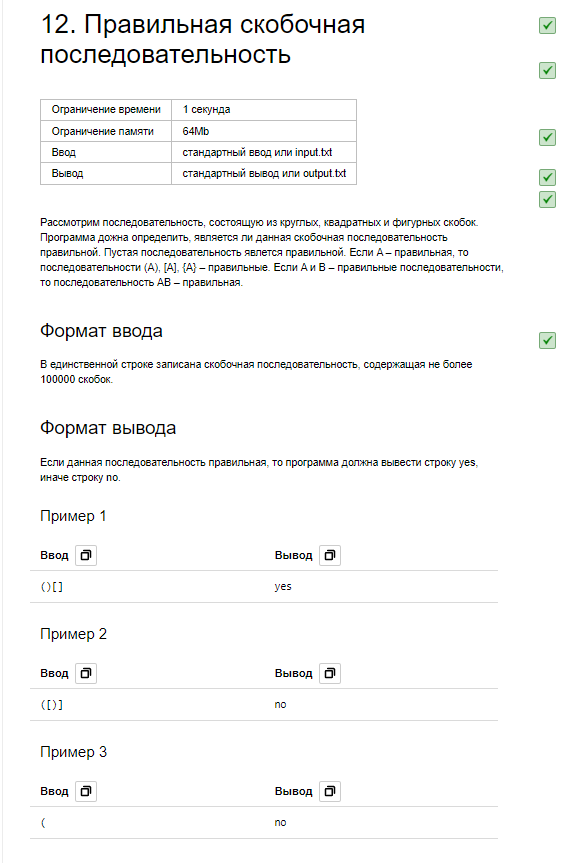 12. Правильная скобочная
последовательность
Ограничение времени 1 секунда
Ограничение памяти 64Mb
Ввод стандартный ввод или input.txt
Вывод стандартный вывод или output.txt
Рассмотрим последовательность, состоящую из круглых, квадратных и фигурных скобок.
Программа дожна определить, является ли данная скобочная последовательность
правильной. Пустая последовательность явлется правильной. Если A – правильная, то
последовательности (A), [A], {A} – правильные. Если A и B – правильные последовательности,
то последовательность AB – правильная.
Формат ввода
В единственной строке записана скобочная последовательность, содержащая не более
100000 скобок.
Формат вывода
Если данная последовательность правильная, то программа должна вывести строку yes,
иначе строку no.
Пример 1
Ввод Вывод
()[] yes
Пример 2
Ввод Вывод
([)] no
Пример 3
Ввод Вывод
( no